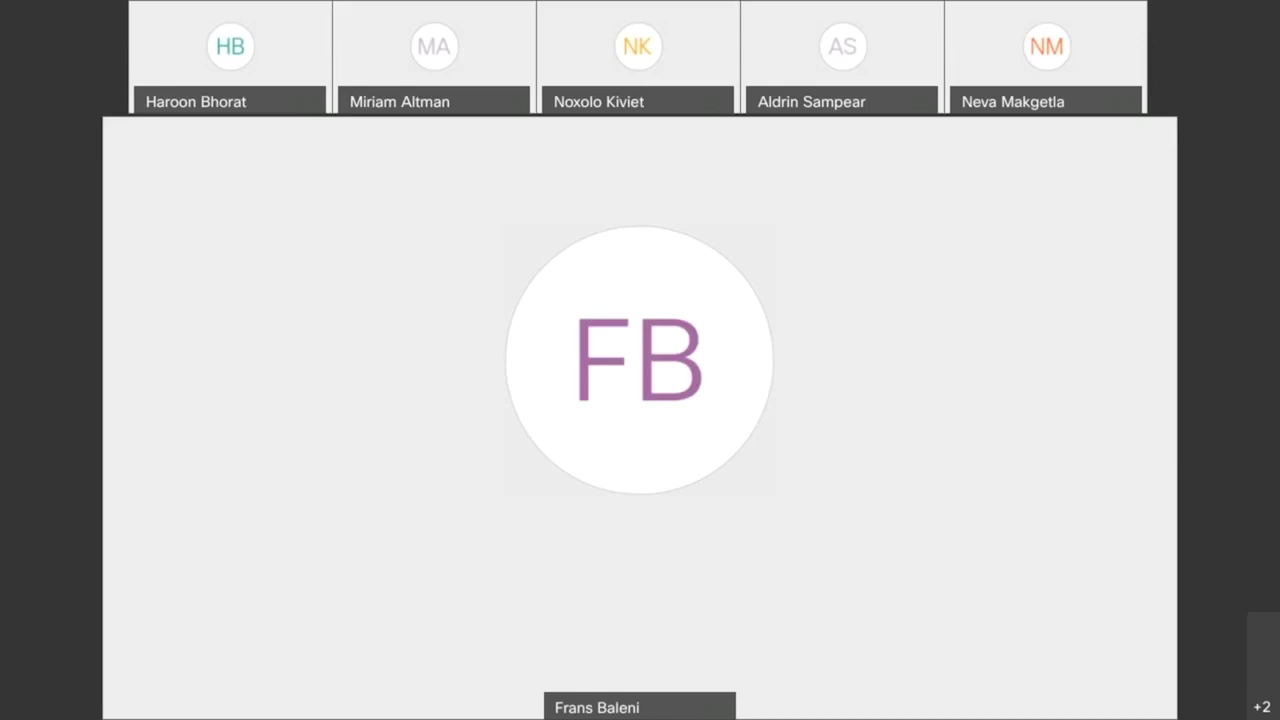 HB
MA
NK
AS
NM
Haroon Bhorat
Miriam Altman
Noxolo Kiviet
Aldrin Sampear
Neva Makgetla
FB
Frans Baleni
+2